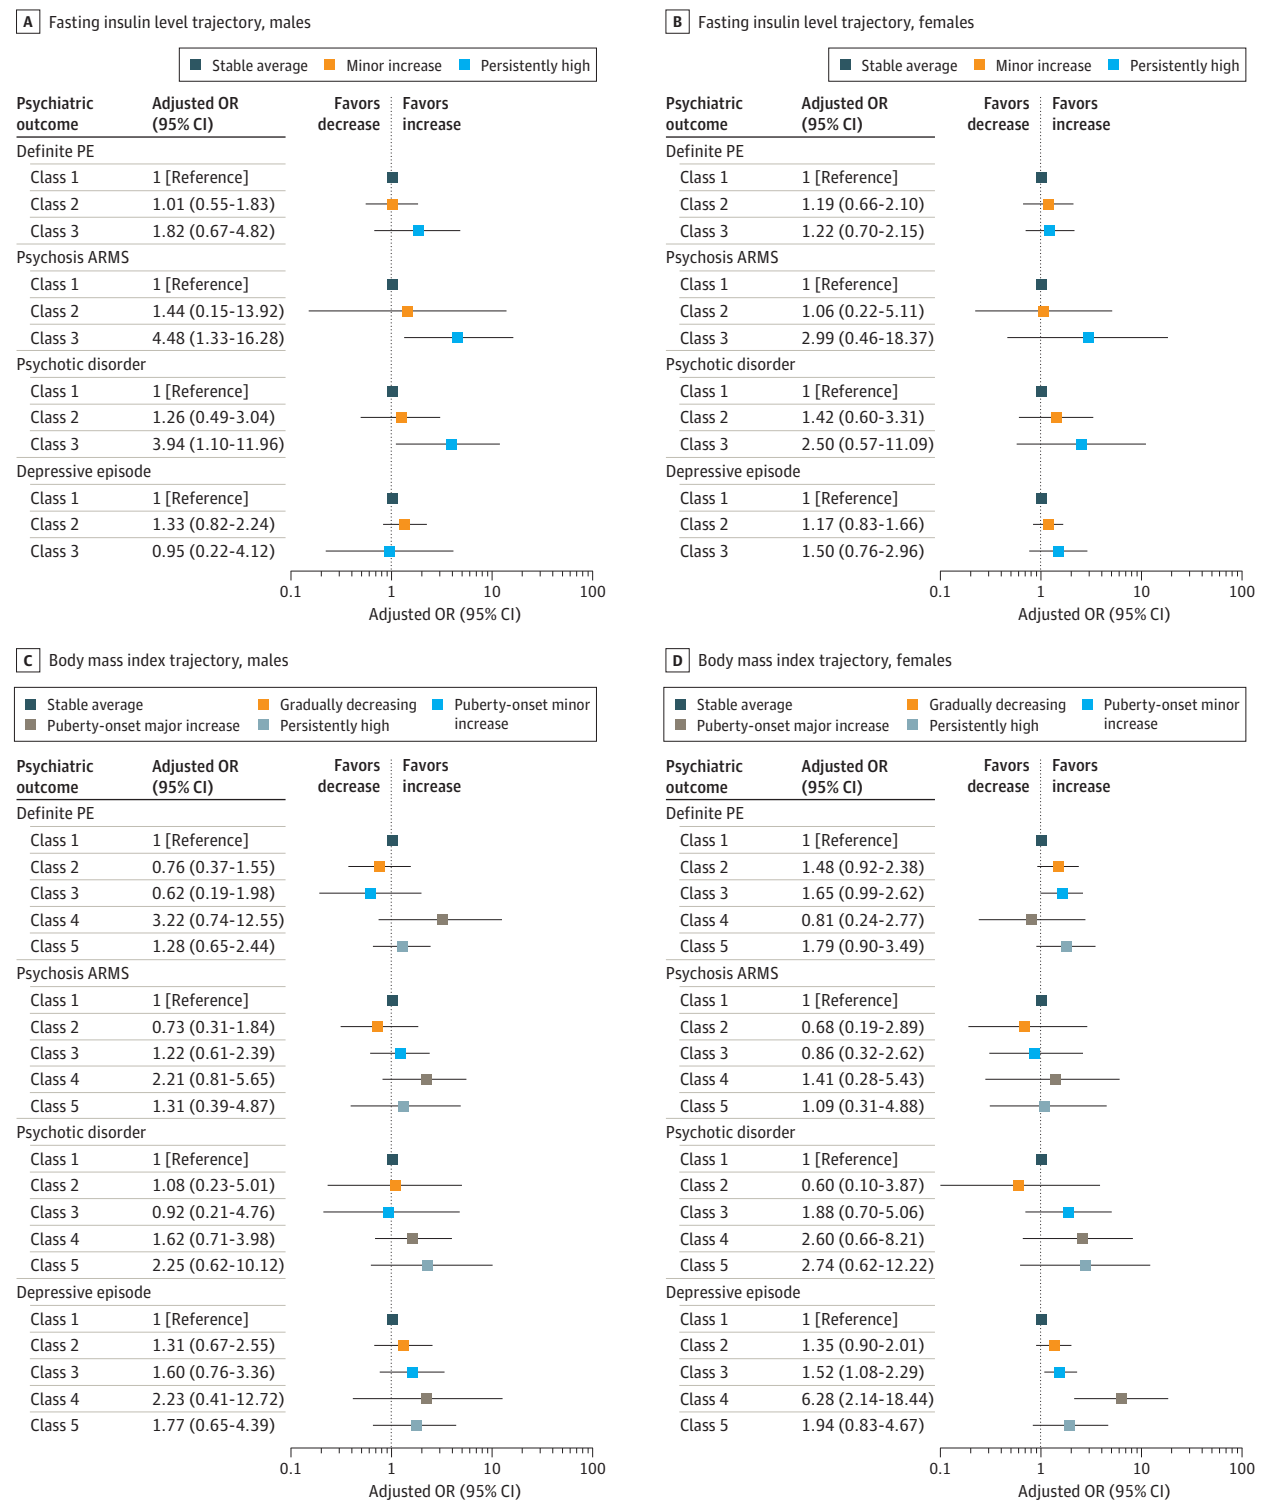 A Fasting insulin level trajectory, males
Stable average Minor increase Persistently high
Psychiatric outcome Adjusted OR (95% CI) Favors decrease Favors increase
Definite PE
Class 1 1 [Reference]
Class 2 1.01 (0.55-1.83)
Class 3 1.82 (0.67-4.82)
Psychosis ARMS
Class 1 1 [Reference]
Class 2 1.44 (0.15-13.92)
Class 3 4.48 (1.33-16.28)
Psychotic disorder
Class 1 1 [Reference]
Class 2 1.26 (0.49-3.04)
Class 3 3.94 (1.10-11.96)
Depressive episode
Class 1 1 [Reference]
Class 2 1.33 (0.82-2.24)
Class 3 0.95 (0.22-4.12)
0.1 1 10 100
Adjusted OR (95% CI)
B Fasting insulin level trajectory, females
Stable average Minor increase Persistently high
Psychiatric outcome Adjusted OR (95% CI) Favors decrease Favors increase
Definite PE
Class 1 1 [Reference]
Class 2 1.19 (0.66-2.10)
Class 3 1.22 (0.70-2.15)
Psychosis ARMS
Class 1 1 [Reference]
Class 2 1.06 (0.22-5.11)
Class 3 2.99 (0.46-18.37)
Psychotic disorder
Class 1 1 [Reference]
Class 2 1.42 (0.60-3.31)
Class 3 2.50 (0.57-11.09)
Depressive episode
Class 1 1 [Reference]
Class 2 1.17 (0.83-1.66)
Class 3 1.50 (0.76-2.96)
0.1 1 10 100
Adjusted OR (95% CI)
C Body mass index trajectory, males
Stable average Gradually decreasing Puberty-onset minor increase
Puberty-onset major increase Persistently high
Psychiatric outcome Adjusted OR (95% CI) Favors decrease Favors increase
Definite PE
Class 1 1 [Reference]
Class 2 0.76 (0.37-1.55)
Class 3 0.62 (0.19-1.98)
Class 4 3.22 (0.74-12.55)
Class 5 1.28 (0.65-2.44)
Psychosis ARMS
Class 1 1 [Reference]
Class 2 0.73 (0.31-1.84)
Class 3 1.22 (0.61-2.39)
Class 4 2.21 (0.81-5.65)
Class 5 1.31 (0.39-4.87)
Psychotic disorder
Class 1 1 [Reference]
Class 2 1.08 (0.23-5.01)
Class 3 0.92 (0.21-4.76)
Class 4 1.62 (0.71-3.98)
Class 5 2.25 (0.62-10.12)
Depressive episode
Class 1 1 [Reference]
Class 2 1.31 (0.67-2.55)
Class 3 1.60 (0.76-3.36)
Class 4 2.23 (0.41-12.72)
Class 5 1.77 (0.65-4.39)
0.1 1 10 100
Adjusted OR (95% CI)
D Body mass index trajectory, females
Stable average Gradually decreasing Puberty-onset minor increase
Puberty-onset major increase Persistently high
Psychiatric outcome Adjusted OR (95% CI) Favors decrease Favors increase
Definite PE
Class 1 1 [Reference]
Class 2 1.48 (0.92-2.38)
Class 3 1.65 (0.99-2.62)
Class 4 0.81 (0.24-2.77)
Class 5 1.79 (0.90-3.49)
Psychosis ARMS
Class 1 1 [Reference]
Class 2 0.68 (0.19-2.89)
Class 3 0.86 (0.32-2.62)
Class 4 1.41 (0.28-5.43)
Class 5 1.09 (0.31-4.88)
Psychotic disorder
Class 1 1 [Reference]
Class 2 0.60 (0.10-3.87)
Class 3 1.88 (0.70-5.06)
Class 4 2.60 (0.66-8.21)
Class 5 2.74 (0.62-12.22)
Depressive episode
Class 1 1 [Reference]
Class 2 1.35 (0.90-2.01)
Class 3 1.52 (1.08-2.29)
Class 4 6.28 (2.14-18.44)
Class 5 1.94 (0.83-4.67)
0.1 1 10 100
Adjusted OR (95% CI)